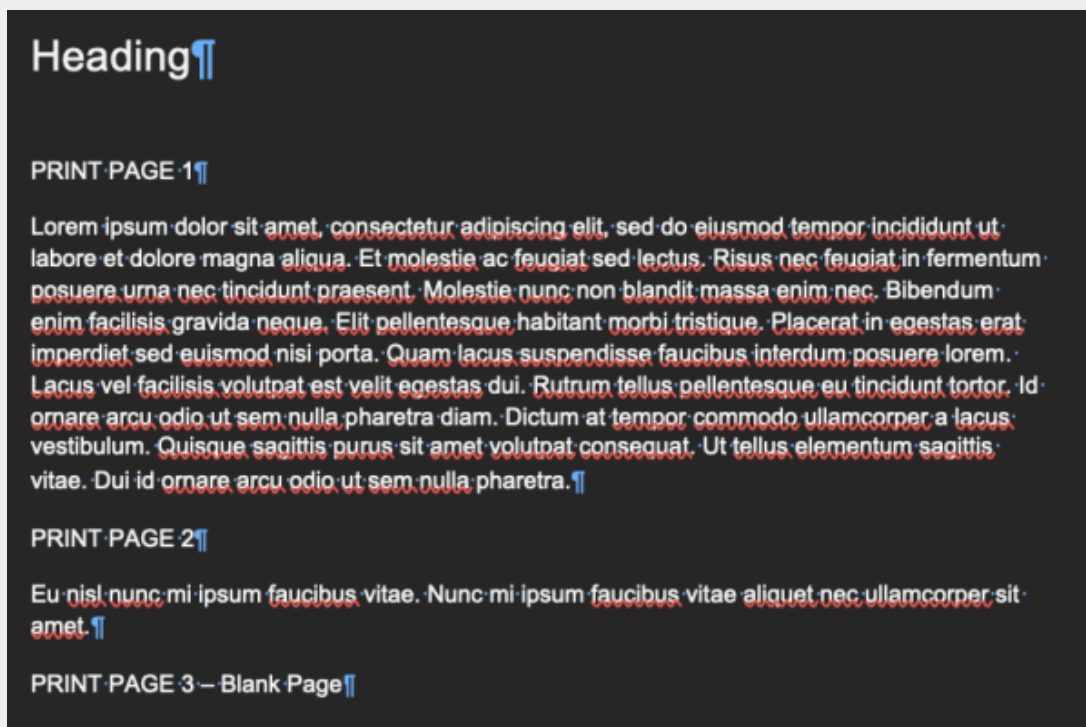 Heading¶
PRINT·PAGE·1¶
Lorem·ipsum·dolor·sit·amet,·consectetur·adipiscing·elit,·sed·do·eiusmod·tempor·incididunt·ut·
labore·et·dolore·magna·aliqua.··Et·molestie·ac·feugiat·sed·lectus.··Risus·nec·feugiat·in·fermentum·
posuere·urna·nec·tincidunt·praesent.··Molestie·nunc·non·blandit·massa·enim·nec.··Bibendum·
enim·facilisis·gravida·neque.··Elit·pellentesque·habitant·morbi·tristique.··Placerat·in·egestas·erat·
imperdiet·sed·euismod·nisi·porta.··Quam·lacus·suspendisse·faucibus·interdum·posuere·lorem.··
Lacus·vel·facilisis·volutpat·est·velit·egestas·dui.··Rutrum·tellus·pellentesque·eu·tincidunt·tortor.··Id·
ornare·arcu·odio·ut·sem·nulla·pharetra·diam.··Dictum·at·tempor·commodo·ullamcorper·a·lacus·
vestibulum.··Quisque·sagittis·purus·sit·amet·volutpat·consequat.··Ut·tellus·elementum·sagittis·
vitae.··Dui·id·ornare·arcu·odio·ut·sem·nulla·pharetra.¶
PRINT·PAGE·2¶
Eu·nisl·nunc·mi·ipsum·faucibus·vitae.··Nunc·mi·ipsum·faucibus·vitae·aliquet·nec·ullamcorper·sit·
amet.¶
PRINT·PAGE·3·–·Blank·Page¶